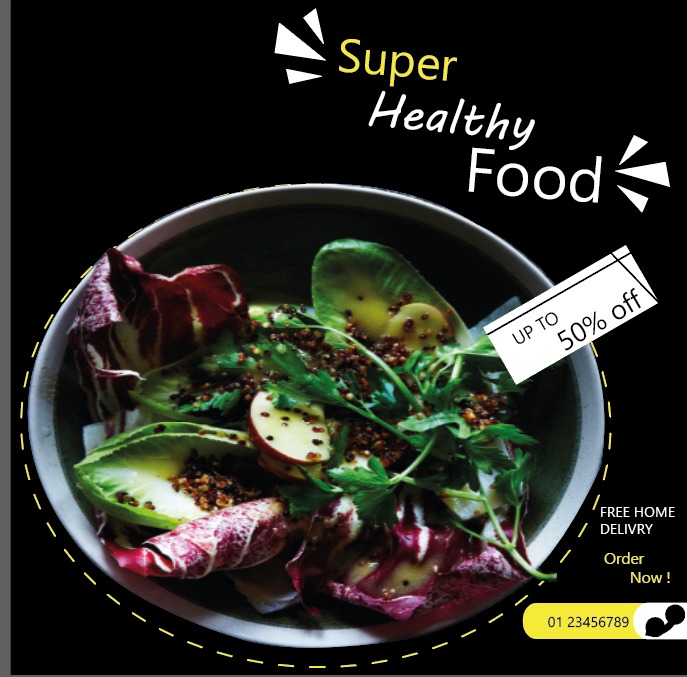 Super
Healthy
Food
UP TO
50% off
FREE HOME
DELIVRY
Order
Now !
01 23456789